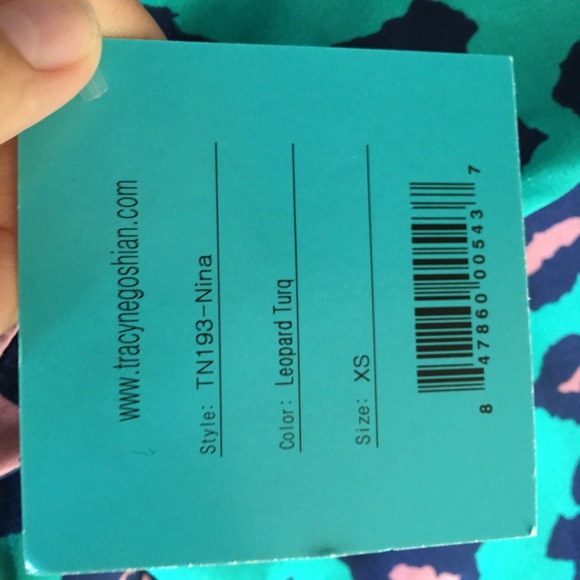 www.tracynegoshian.com
Style: TN193-Nina
Color: Leopard Turq
Size: XS
8 47860 00543 7